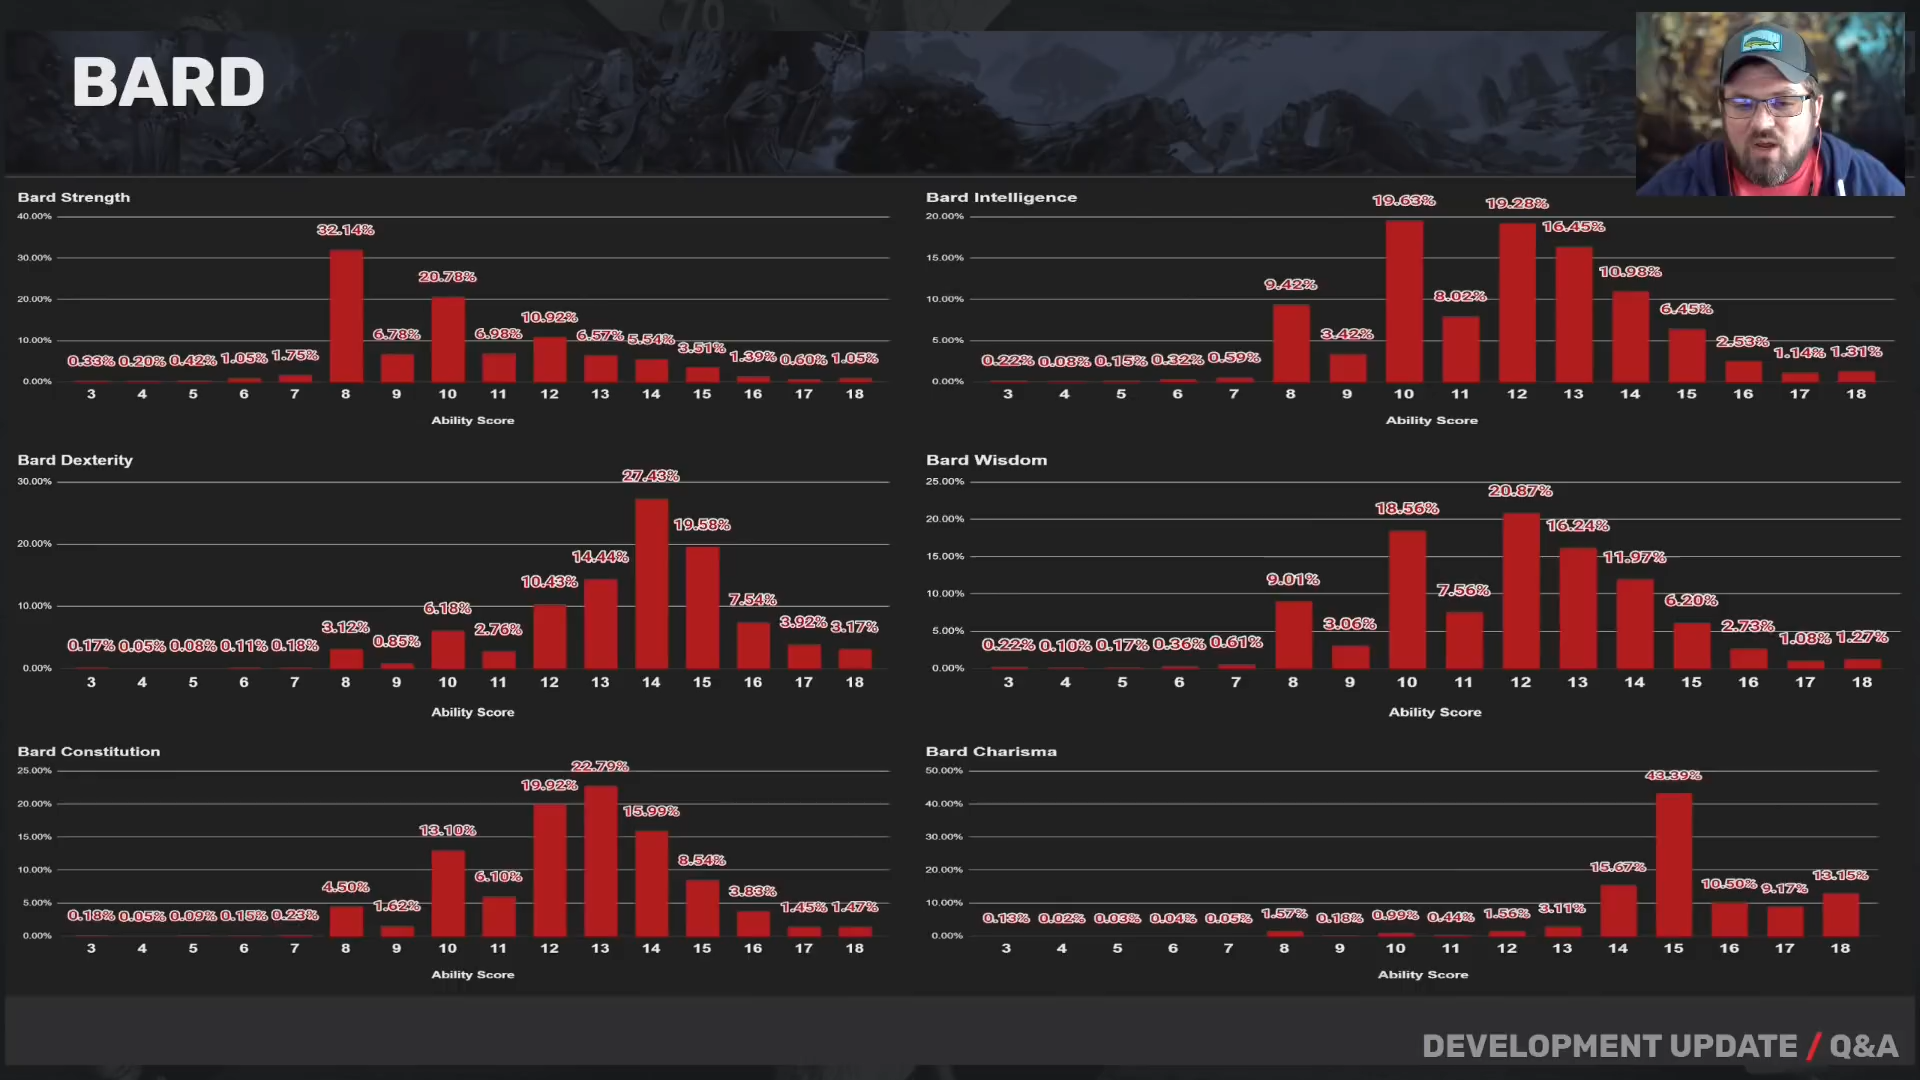 BARD
Bard Strength
40.00%
30.00%
20.00%
10.00%
0.00%
0.33% 0.20% 0.42% 1.05% 1.75% 32.14% 6.78% 20.78% 6.98% 10.92% 6.57% 5.54% 3.51% 1.39% 0.60% 1.05%
3 4 5 6 7 8 9 10 11 12 13 14 15 16 17 18
Ability Score
Bard Intelligence
20.00%
15.00%
10.00%
5.00%
0.00%
0.22% 0.08% 0.15% 0.32% 0.59% 9.42% 3.42% 19.63% 8.02% 19.28% 16.45% 10.98% 6.45% 2.53% 1.14% 1.31%
3 4 5 6 7 8 9 10 11 12 13 14 15 16 17 18
Ability Score
Bard Dexterity
30.00%
20.00%
10.00%
0.00%
0.17% 0.05% 0.08% 0.11% 0.18% 3.12% 0.85% 6.18% 2.76% 10.43% 14.44% 27.43% 19.58% 7.54% 3.92% 3.17%
3 4 5 6 7 8 9 10 11 12 13 14 15 16 17 18
Ability Score
Bard Wisdom
25.00%
20.00%
15.00%
10.00%
5.00%
0.00%
0.22% 0.10% 0.17% 0.36% 0.61% 9.01% 3.06% 18.56% 7.56% 20.87% 16.24% 11.97% 6.20% 2.73% 1.08% 1.27%
3 4 5 6 7 8 9 10 11 12 13 14 15 16 17 18
Ability Score
Bard Constitution
25.00%
20.00%
15.00%
10.00%
5.00%
0.00%
0.18% 0.05% 0.09% 0.15% 0.23% 4.50% 1.62% 13.10% 6.10% 19.92% 22.79% 15.99% 8.54% 3.83% 1.45% 1.47%
3 4 5 6 7 8 9 10 11 12 13 14 15 16 17 18
Ability Score
Bard Charisma
50.00%
40.00%
30.00%
20.00%
10.00%
0.00%
0.13% 0.02% 0.03% 0.04% 0.05% 1.57% 0.18% 0.99% 0.44% 1.56% 3.11% 15.67% 43.39% 10.50% 9.17% 13.15%
3 4 5 6 7 8 9 10 11 12 13 14 15 16 17 18
Ability Score
DEVELOPMENT UPDATE / Q&A